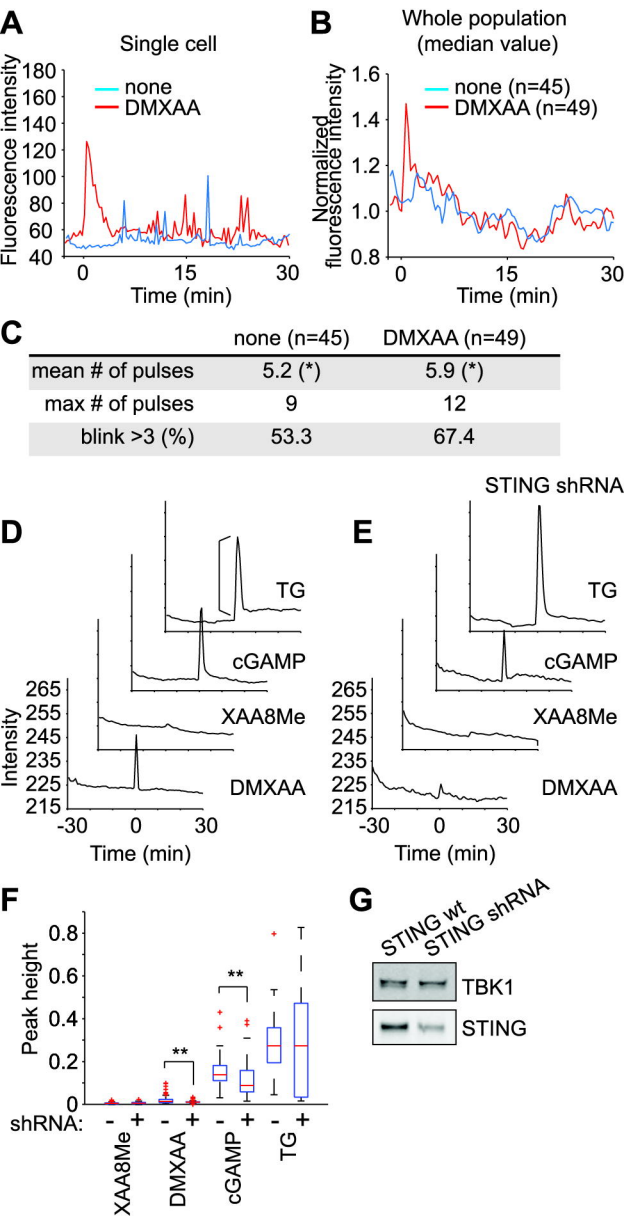 A
Single cell
Fluorescence intensity
180
160
140
120
100
80
60
40
none
DMXAA
0
15
30
Time (min)
B
Whole population
(median value)
Normalized
fluorescence intensity
1.6
1.4
1.2
1.0
0.8
none (n=45)
DMXAA (n=49)
0
15
30
Time (min)
C
none (n=45) DMXAA (n=49)
mean # of pulses 5.2 (*) 5.9 (*)
max # of pulses 9 12
blink >3 (%) 53.3 67.4
D
TG
cGAMP
XAA8Me
DMXAA
Intensity
265
255
245
235
225
215
-30
0
30
Time (min)
E
STING shRNA
TG
cGAMP
XAA8Me
DMXAA
265
255
245
235
225
215
-30
0
30
Time (min)
F
Peak height
0.8
0.6
0.4
0.2
0
**
**
shRNA: - + - + - + - +
XAA8Me
DMXAA
cGAMP
TG
G
STING wt
STING shRNA
TBK1
STING